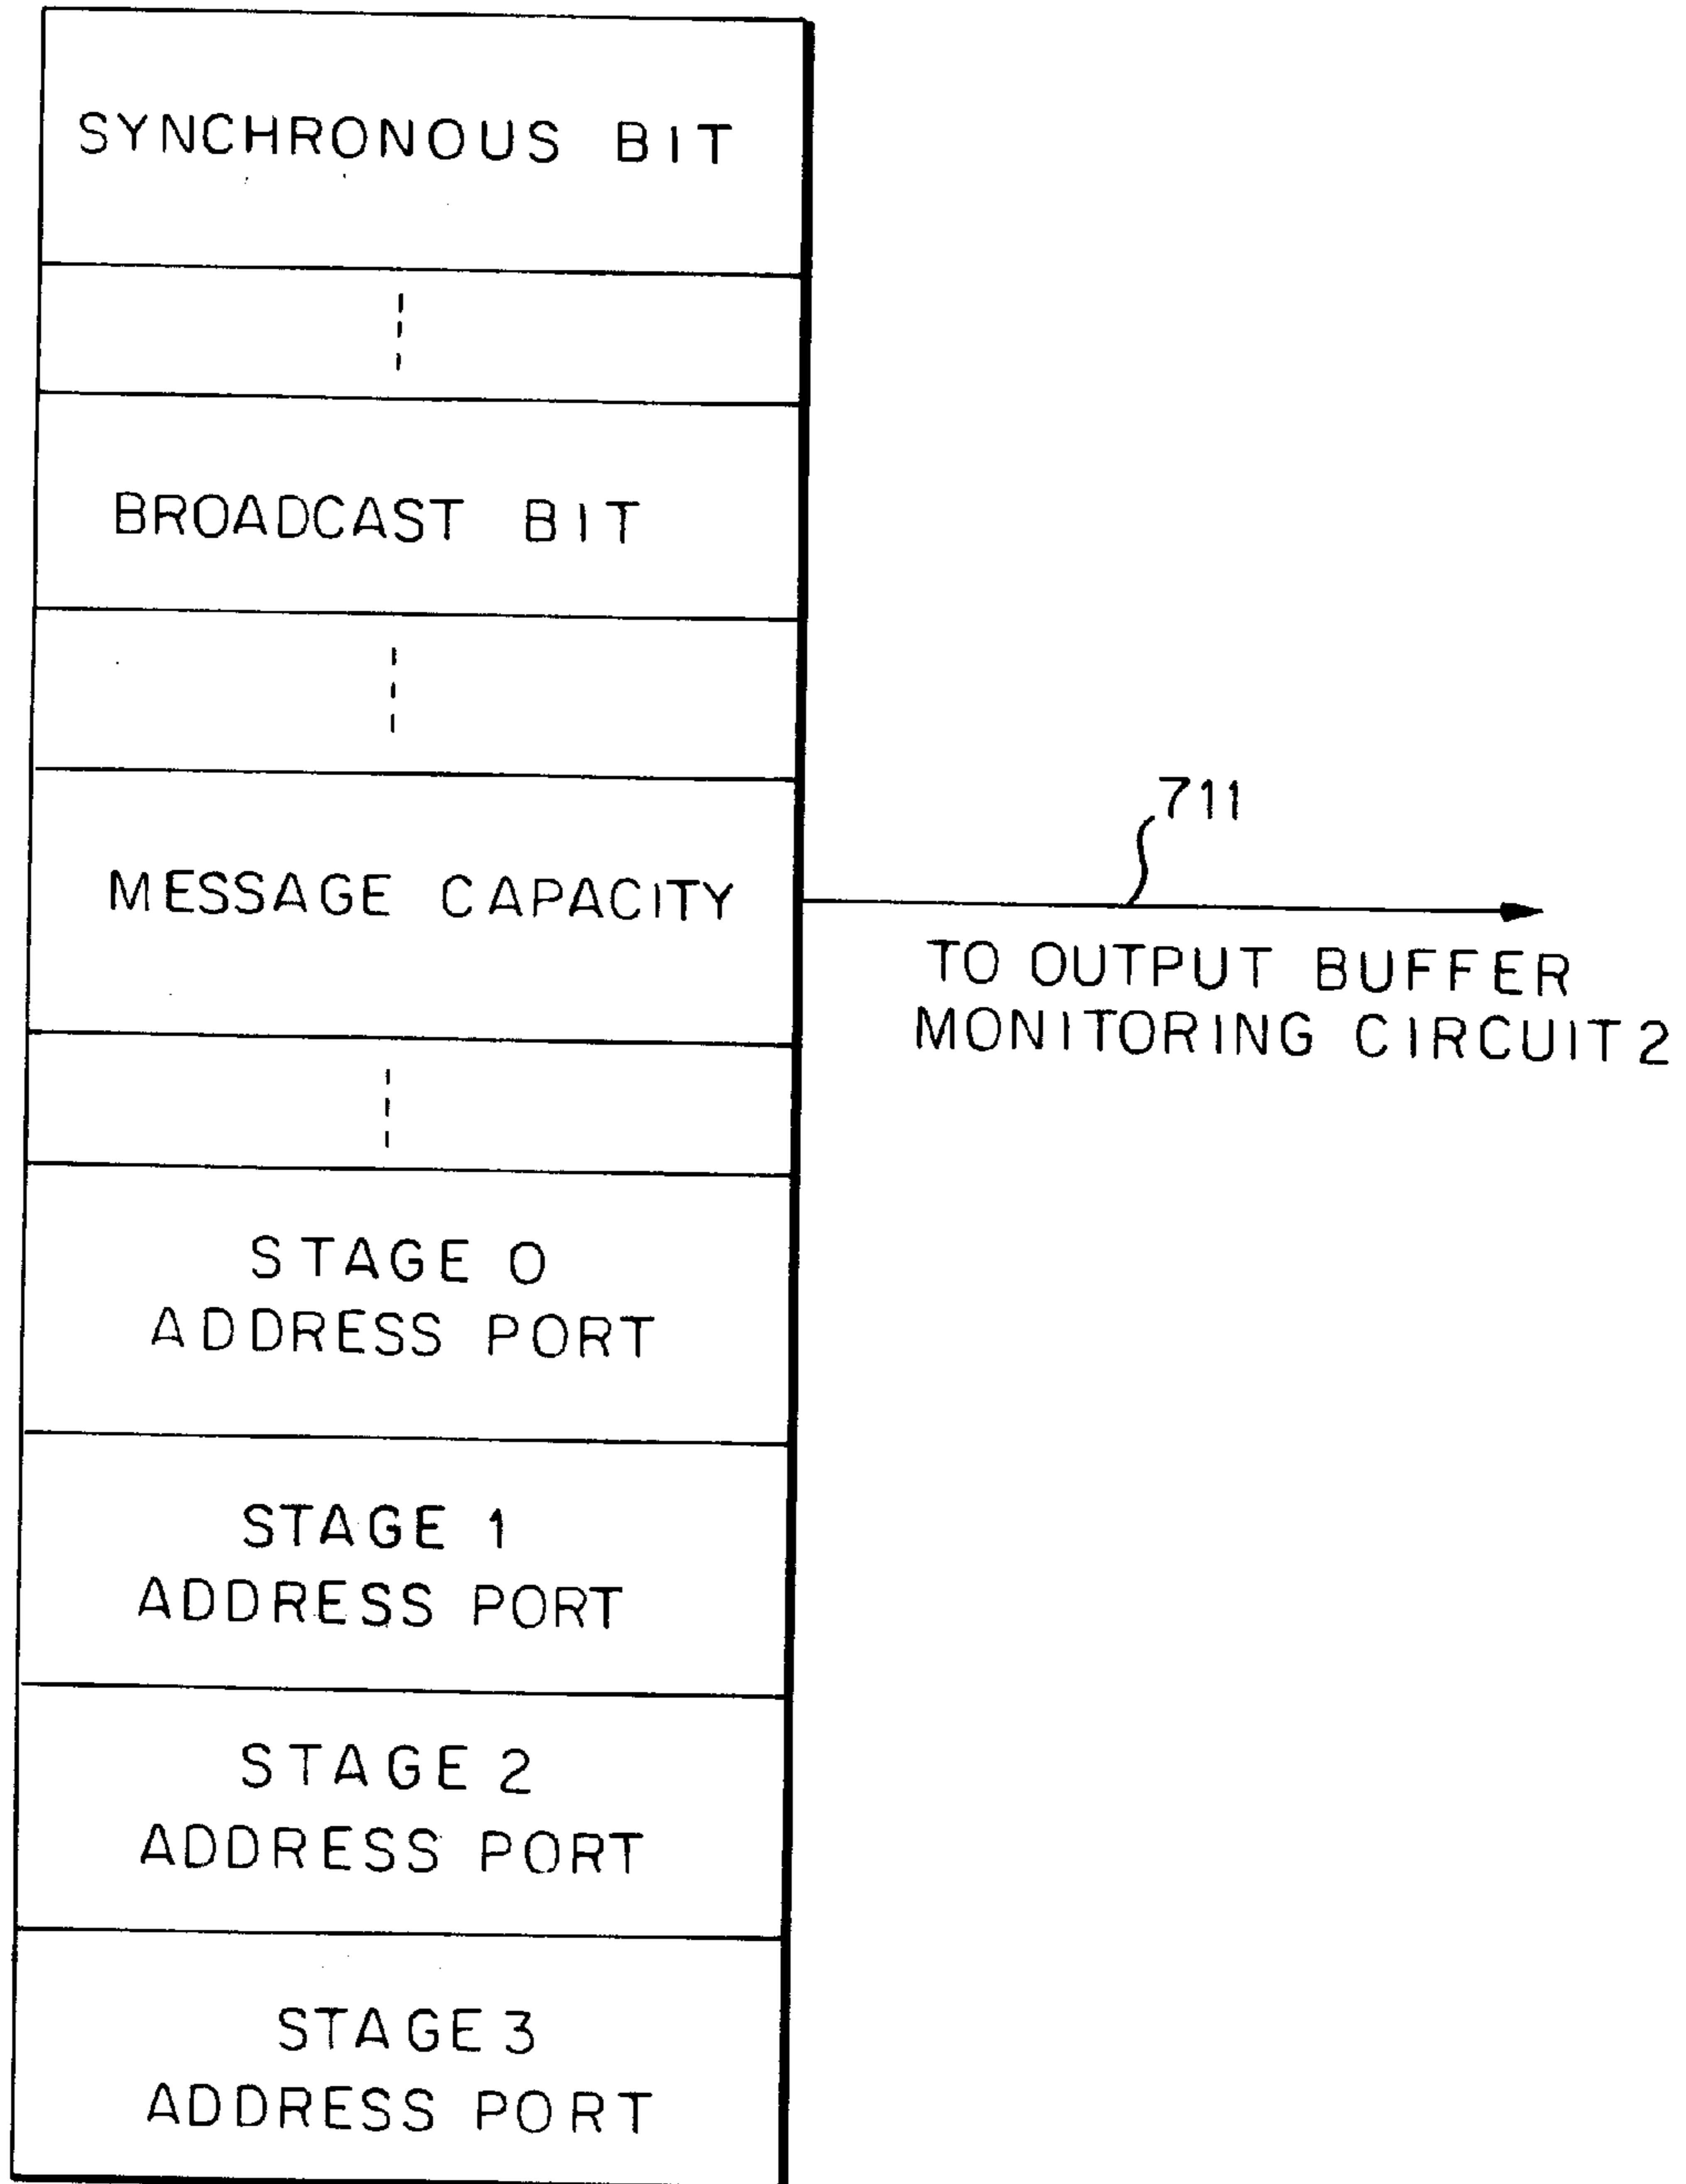 SYNCHRONOUS BIT
BROADCAST BIT
MESSAGE CAPACITY
711
TO OUTPUT BUFFER
MONITORING CIRCUIT 2
STAGE 0
ADDRESS PORT
STAGE 1
ADDRESS PORT
STAGE 2
ADDRESS PORT
STAGE 3
ADDRESS PORT